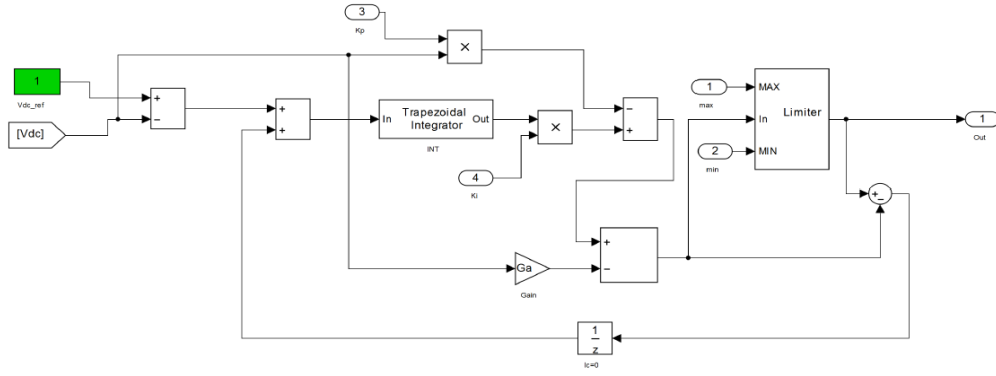 3
Kp
×
1
Vdc_ref
[Vdc]
+
−
+
+
In
Trapezoidal
Integrator
Out
INT
×
4
Ki
−
+
1
max
2
min
MAX
In
MIN
Limiter
1
Out
+
−
+
−
Ga
Gain
1
z
Ic=0